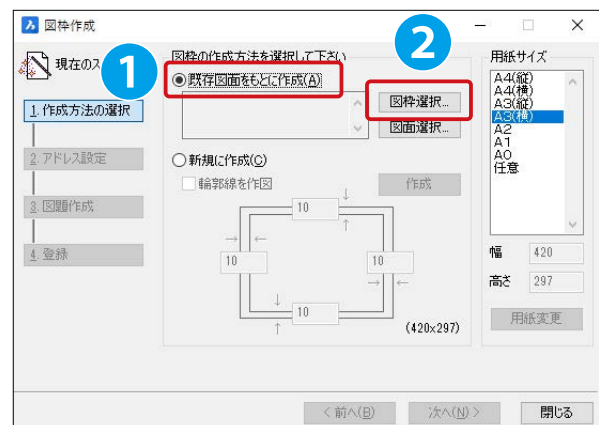 図枠作成
現在のス
1
2
図枠の作成方法を選択して下さい
既存図面をもとに作成(A)
図枠選択...
図面選択...
新規に作成(C)
輪郭線を作図
作成
10
10
10
10
(420×297)
1.作成方法の選択
2.アドレス設定
3.図題作成
4.登録
用紙サイズ
A4(縦)
A4(横)
A3(縦)
A3(横)
A2
A1
A0
任意
幅 420
高さ 297
用紙変更
< 前へ(B)
次へ(N) >
閉じる